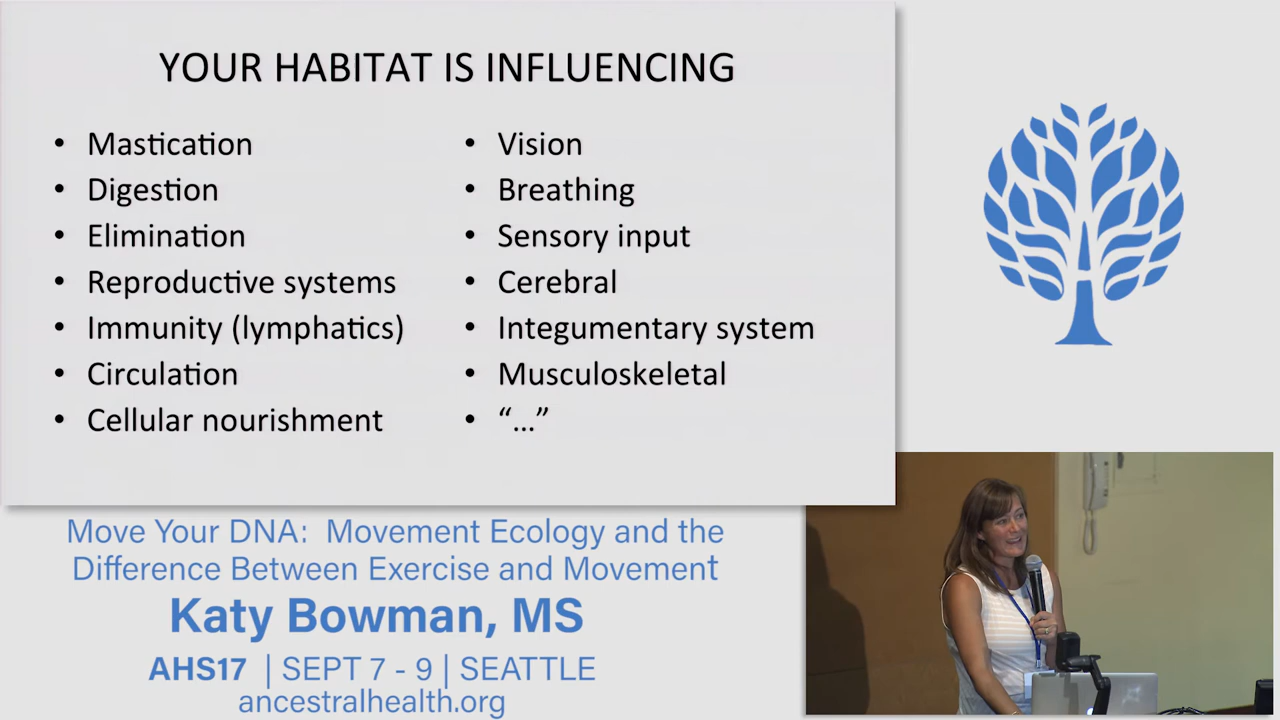 YOUR HABITAT IS INFLUENCING
• Mastication
• Digestion
• Elimination
• Reproductive systems
• Immunity (lymphatics)
• Circulation
• Cellular nourishment
• Vision
• Breathing
• Sensory input
• Cerebral
• Integumentary system
• Musculoskeletal
• “...”
Move Your DNA: Movement Ecology and the
Difference Between Exercise and Movement
Katy Bowman, MS
AHS17 | SEPT 7 - 9 | SEATTLE
ancestralhealth.org